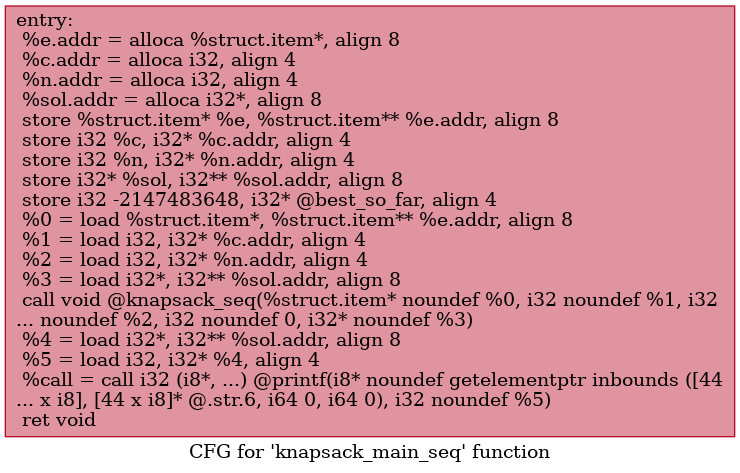 entry:
%e.addr = alloca %struct.item*, align 8
%c.addr = alloca i32, align 4
%n.addr = alloca i32, align 4
%sol.addr = alloca i32*, align 8
store %struct.item* %e, %struct.item** %e.addr, align 8
store i32 %c, i32* %c.addr, align 4
store i32 %n, i32* %n.addr, align 4
store i32* %sol, i32** %sol.addr, align 8
store i32 -2147483648, i32* @best_so_far, align 4
%0 = load %struct.item*, %struct.item** %e.addr, align 8
%1 = load i32, i32* %c.addr, align 4
%2 = load i32, i32* %n.addr, align 4
%3 = load i32*, i32** %sol.addr, align 8
call void @knapsack_seq(%struct.item* noundef %0, i32 noundef %1, i32
... noundef %2, i32 noundef 0, i32* noundef %3)
%4 = load i32*, i32** %sol.addr, align 8
%5 = load i32, i32* %4, align 4
%call = call i32 (i8*, ...) @printf(i8* noundef getelementptr inbounds ([44
... x i8], [44 x i8]* @.str.6, i64 0, i64 0), i32 noundef %5)
ret void
CFG for 'knapsack_main_seq' function